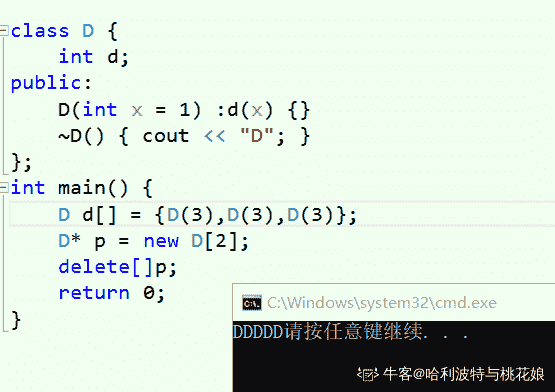 class D {
int d;
public:
D(int x = 1) :d(x) {}
~D() { cout << "D"; }
};
int main() {
D d[] = {D(3),D(3),D(3)};
D* p = new D[2];
delete[]p;
return 0;
}
C:\Windows\system32\cmd.exe
DDDDD请按任意键继续. . .
牛客@哈利波特与桃花娘